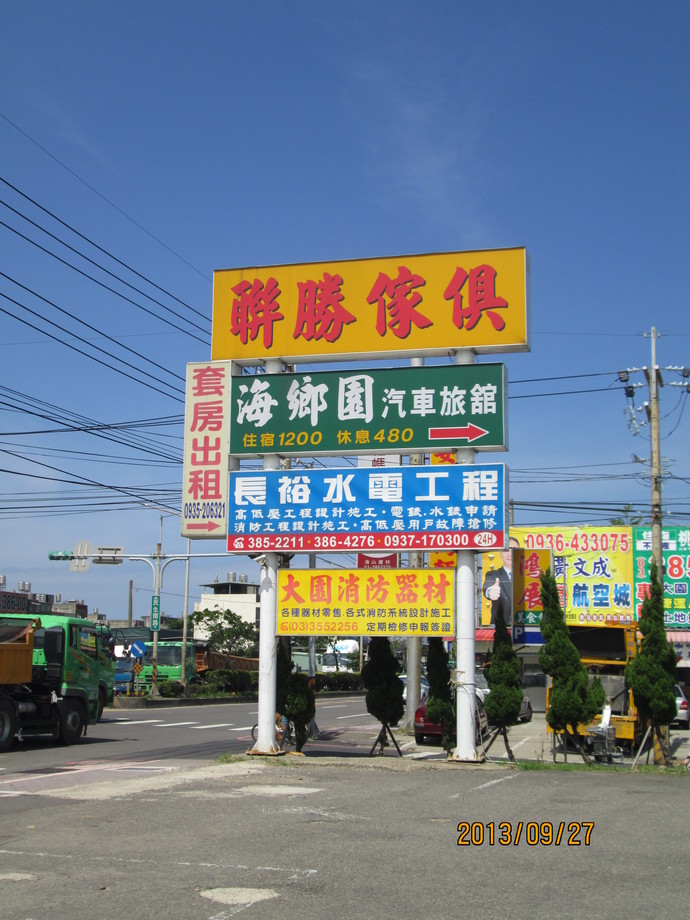 聯勝傢俱
海鄉園汽車旅館
住宿1200 休息480
套房出租
0935-206321
長裕水電工程
高低壓工程設計施工·電錶.水錶申請
消防工程設計施工·高低壓用戶故障搶修
385-2211·386-4276·0937-170300 24H
大園消防器材
各種器材零售.各式消防系統設計施工
(03)3552256 定期檢修申報簽證
0936-433075
鴻展
黃文成
航空城
2013/09/27